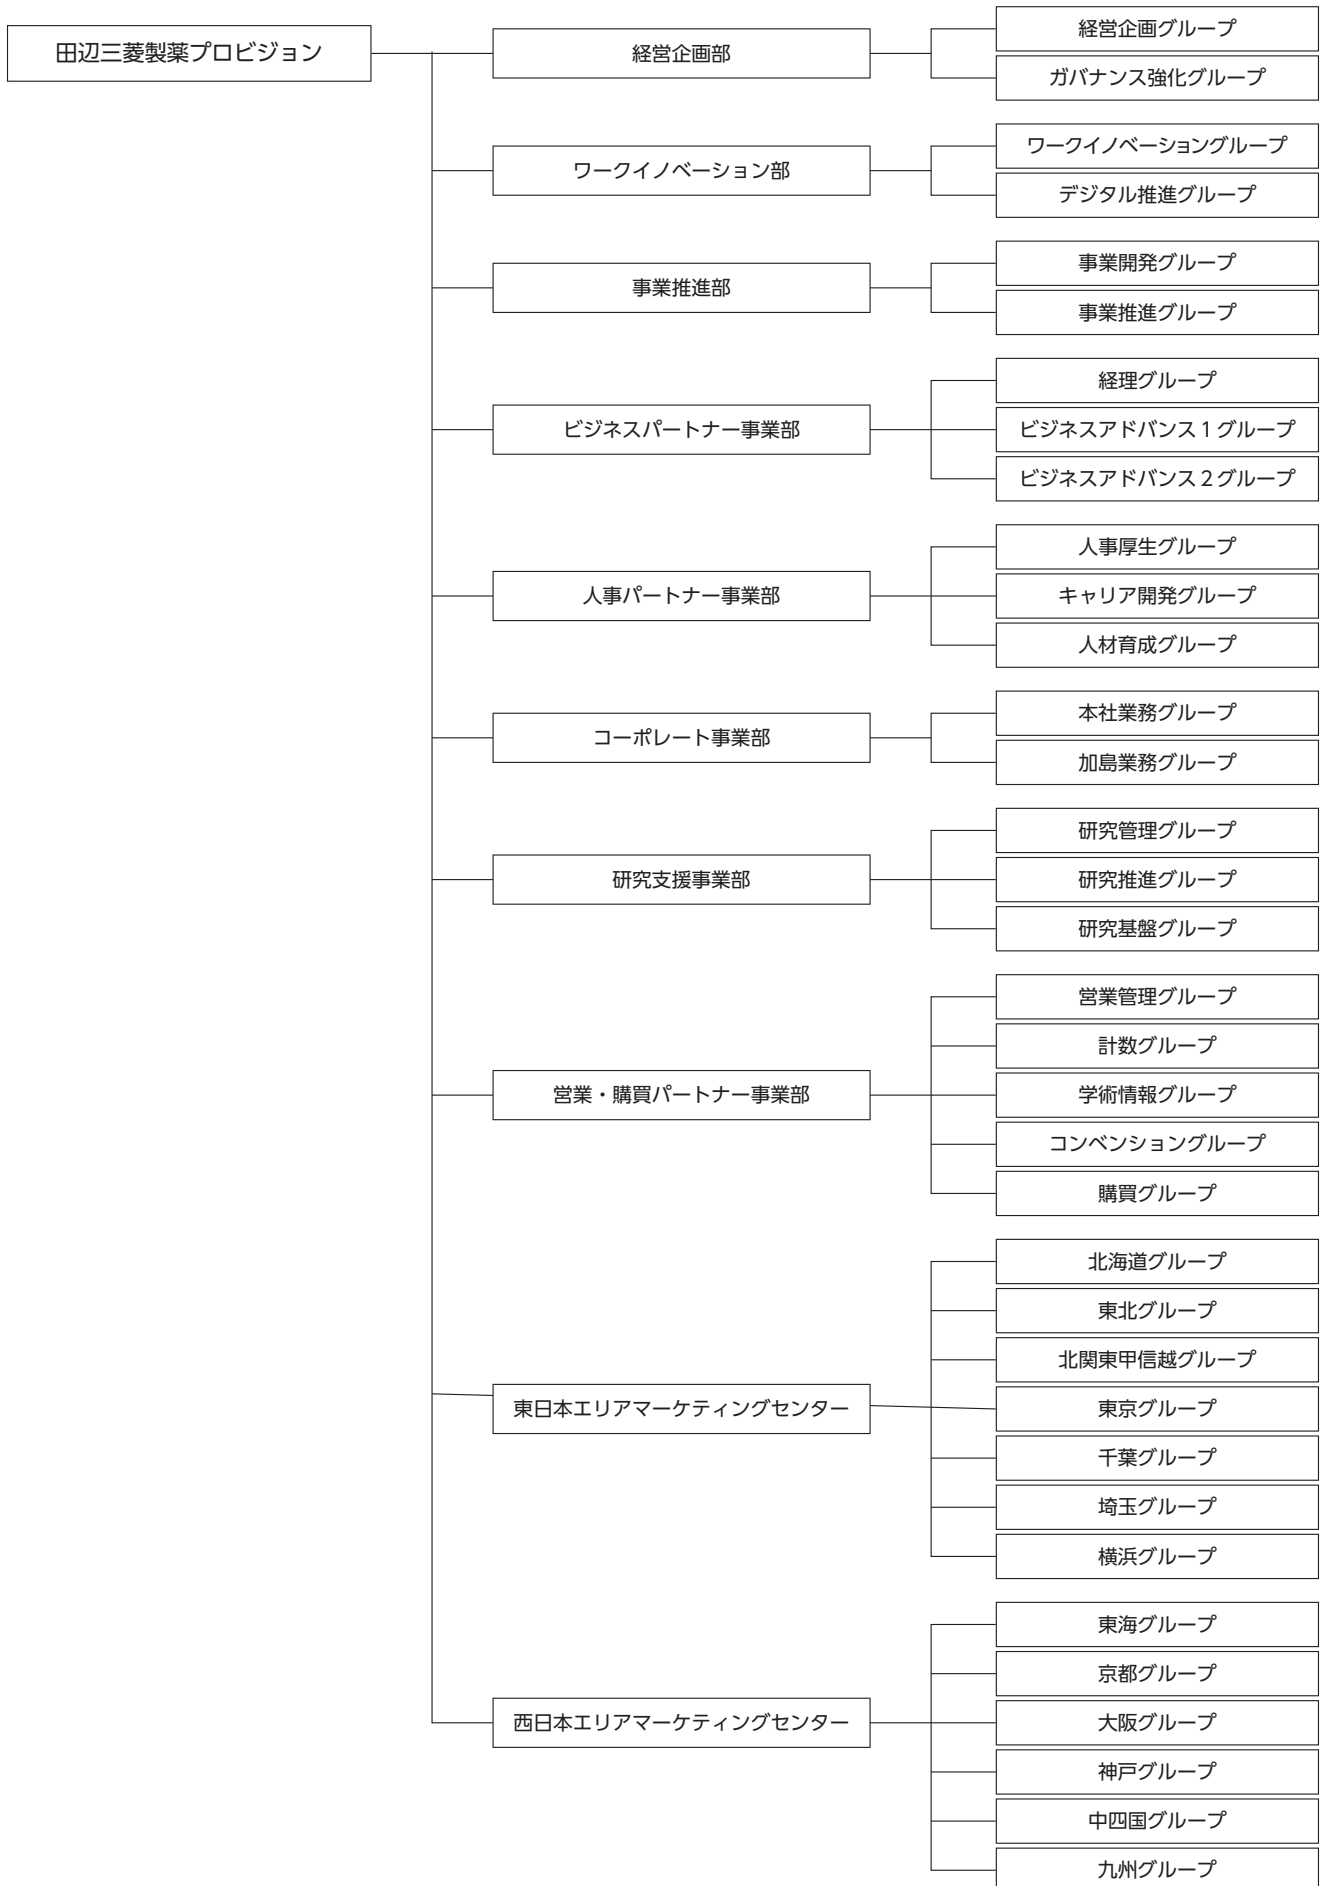 田辺三菱製薬プロビジョン
経営企画部
経営企画グループ
ガバナンス強化グループ
ワークイノベーション部
ワークイノベーショングループ
デジタル推進グループ
事業推進部
事業開発グループ
事業推進グループ
ビジネスパートナー事業部
経理グループ
ビジネスアドバンス1グループ
ビジネスアドバンス2グループ
人事パートナー事業部
人事厚生グループ
キャリア開発グループ
人材育成グループ
コーポレート事業部
本社業務グループ
加島業務グループ
研究支援事業部
研究管理グループ
研究推進グループ
研究基盤グループ
営業・購買パートナー事業部
営業管理グループ
計数グループ
学術情報グループ
コンベンショングループ
購買グループ
東日本エリアマーケティングセンター
北海道グループ
東北グループ
北関東甲信越グループ
東京グループ
千葉グループ
埼玉グループ
横浜グループ
西日本エリアマーケティングセンター
東海グループ
京都グループ
大阪グループ
神戸グループ
中四国グループ
九州グループ